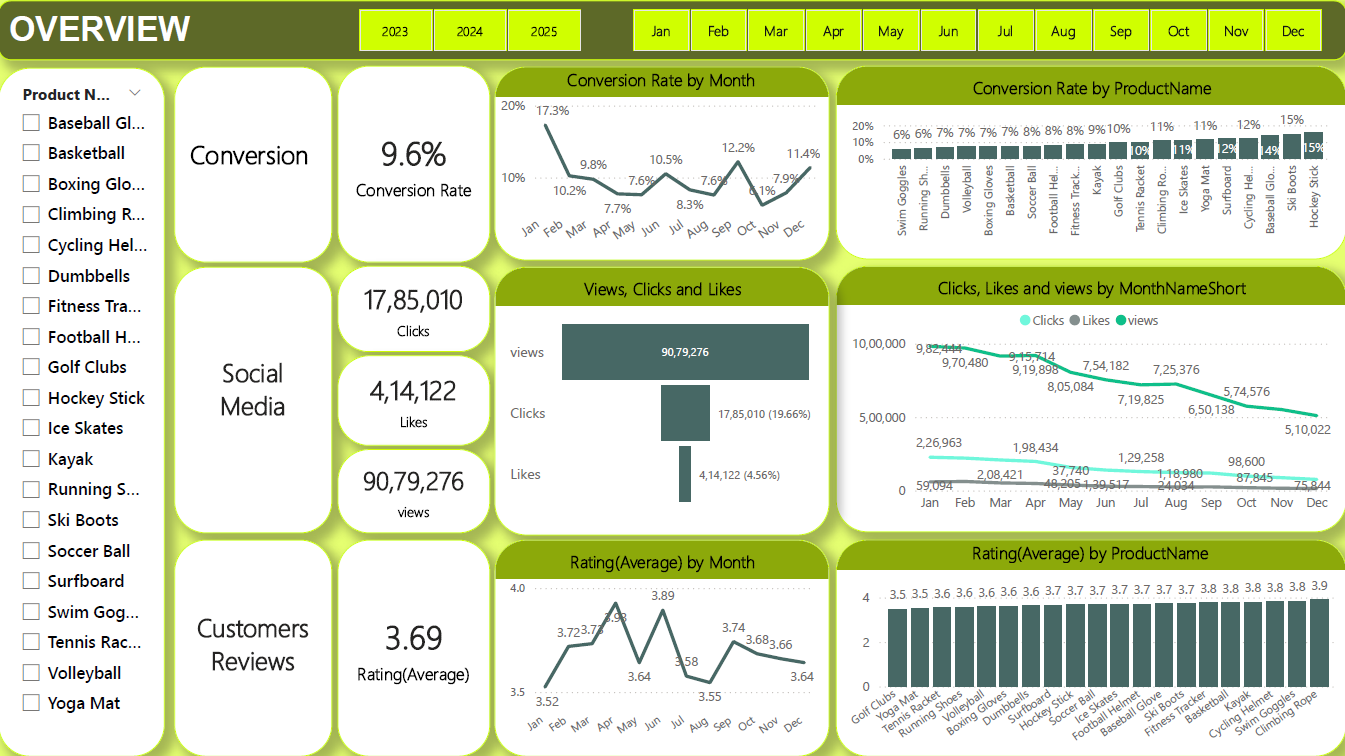 OVERVIEW
2023 2024 2025
Jan Feb Mar Apr May Jun Jul Aug Sep Oct Nov Dec
Product N...
Baseball Gl...
Basketball
Boxing Glo...
Climbing R...
Cycling Hel...
Dumbbells
Fitness Tra...
Football H...
Golf Clubs
Hockey Stick
Ice Skates
Kayak
Running S...
Ski Boots
Soccer Ball
Surfboard
Swim Gog...
Tennis Rac...
Volleyball
Yoga Mat
Conversion
9.6%
Conversion Rate
Conversion Rate by Month
20%
10%
17.3% 10.2% 9.8% 7.7% 7.6% 10.5% 8.3% 7.6% 12.2% 6.1% 7.9% 11.4%
Jan Feb Mar Apr May Jun Jul Aug Sep Oct Nov Dec
Conversion Rate by ProductName
20%
10%
0%
6% 6% 7% 7% 7% 7% 8% 8% 8% 9% 10% 10% 11% 11% 11% 12% 12% 14% 15% 15%
Swim Goggles
Running Sh...
Dumbbells
Volleyball
Boxing Gloves
Basketball
Soccer Ball
Football Hel...
Fitness Track...
Kayak
Golf Clubs
Tennis Racket
Climbing Ro...
Ice Skates
Yoga Mat
Surfboard
Cycling Hel...
Baseball Glo...
Ski Boots
Hockey Stick
Social
Media
17,85,010
Clicks
4,14,122
Likes
90,79,276
views
Views, Clicks and Likes
views 90,79,276
Clicks 17,85,010 (19.66%)
Likes 4,14,122 (4.56%)
Clicks, Likes and views by MonthNameShort
Clicks Likes views
10,00,000
5,00,000
0
9,82,444 9,70,480 9,15,714 9,19,898 8,05,084 7,54,182 7,19,825 7,25,376 6,50,138 5,74,576 5,10,022
2,26,963 2,08,421 1,98,434 1,39,517 1,29,258 1,18,980 98,600 87,845 75,844
59,094 48,205 37,740 24,034
Jan Feb Mar Apr May Jun Jul Aug Sep Oct Nov Dec
Customers
Reviews
3.69
Rating(Average)
Rating(Average) by Month
4.0
3.5
3.52 3.72 3.73 3.93 3.64 3.89 3.58 3.55 3.74 3.68 3.66 3.64
Jan Feb Mar Apr May Jun Jul Aug Sep Oct Nov Dec
Rating(Average) by ProductName
4
2
0
3.5 3.5 3.6 3.6 3.6 3.6 3.6 3.7 3.7 3.7 3.7 3.7 3.7 3.7 3.8 3.8 3.8 3.8 3.8 3.9
Golf Clubs
Yoga Mat
Tennis Racket
Running Shoes
Volleyball
Boxing Gloves
Dumbbells
Surfboard
Hockey Stick
Soccer Ball
Ice Skates
Football Helmet
Baseball Glove
Ski Boots
Fitness Tracker
Basketball
Kayak
Cycling Helmet
Swim Goggles
Climbing Rope